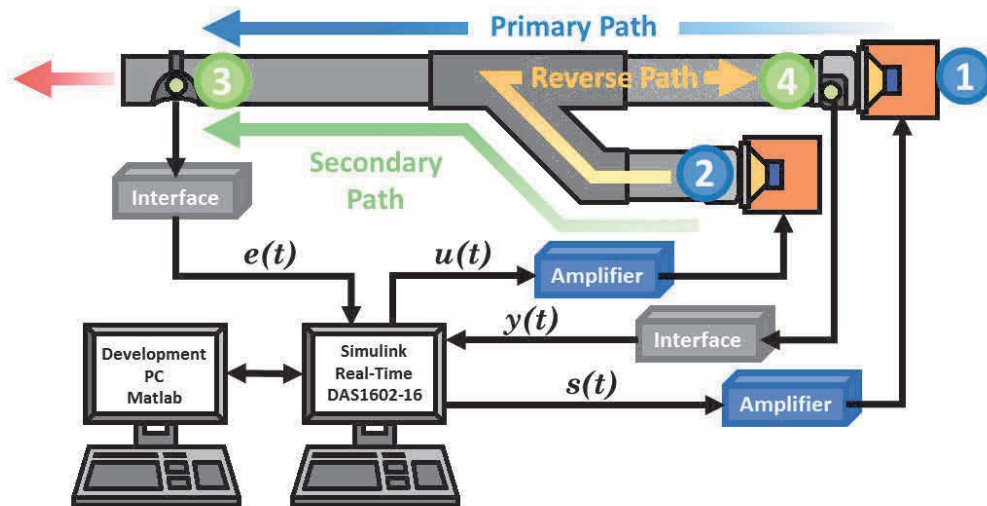 Primary Path
3
Reverse Path
4
1
Secondary
Path
2
Interface
e(t)
u(t)
Amplifier
y(t)
Interface
Development
PC
Matlab
Simulink
Real-Time
DAS1602-16
s(t)
Amplifier